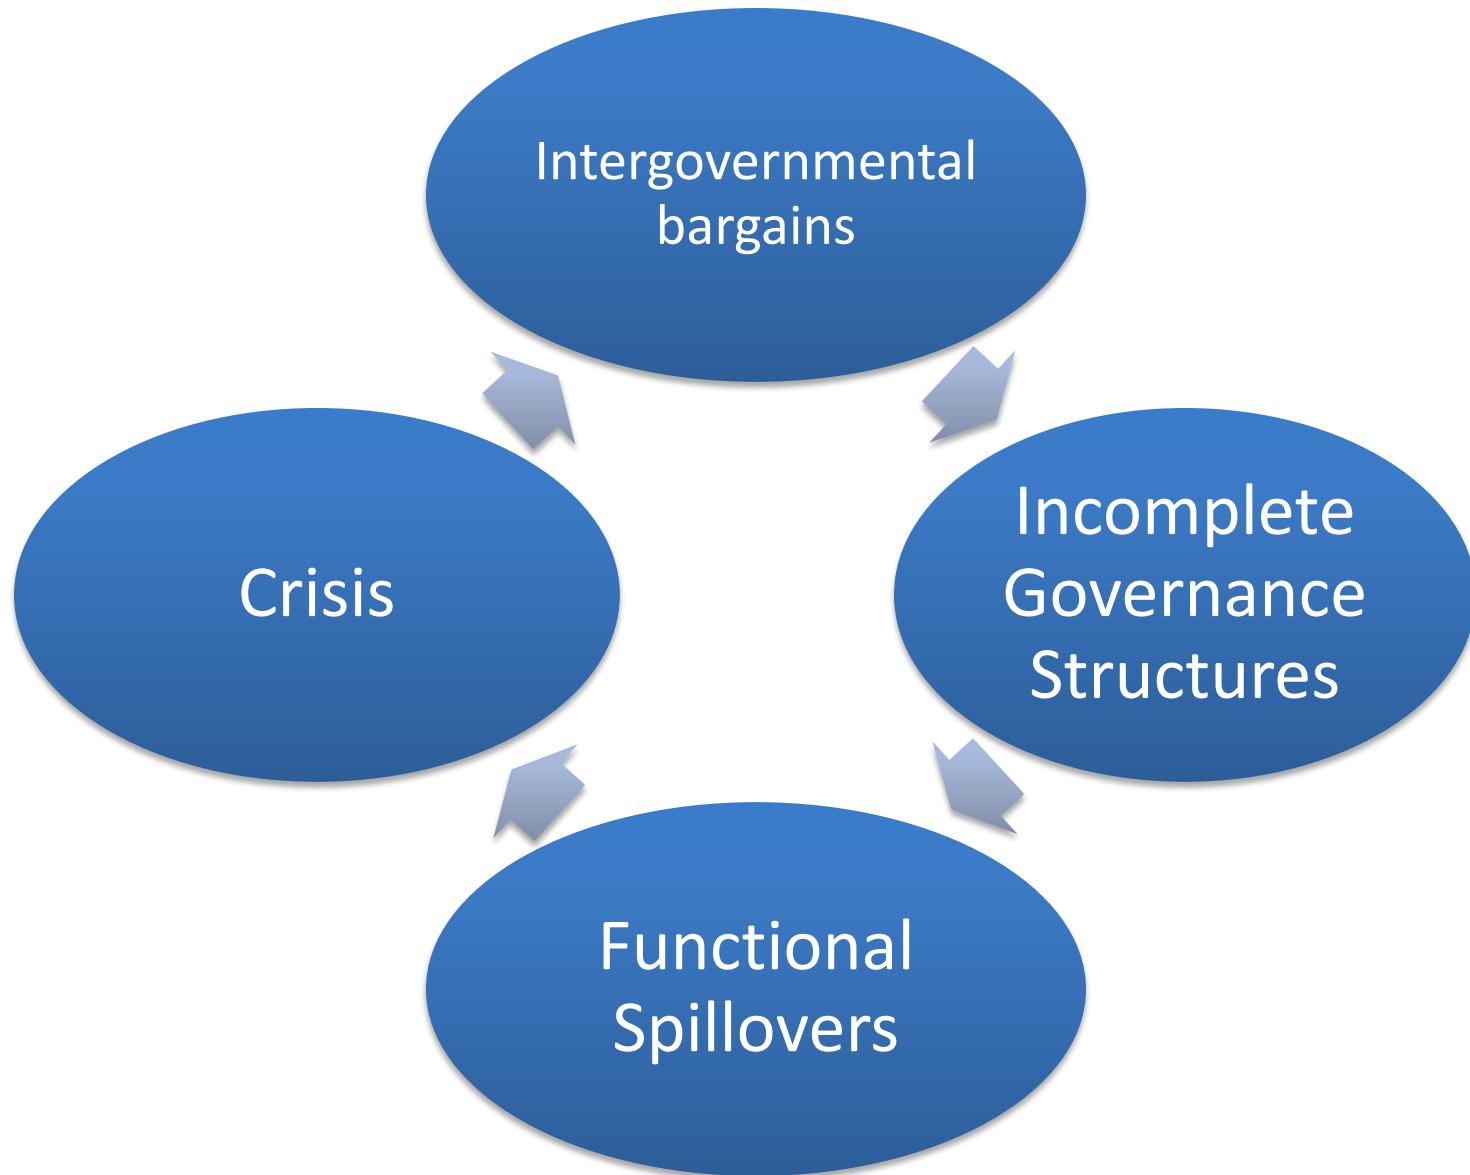 Intergovernmental
bargains
Incomplete
Governance
Structures
Functional
Spillovers
Crisis